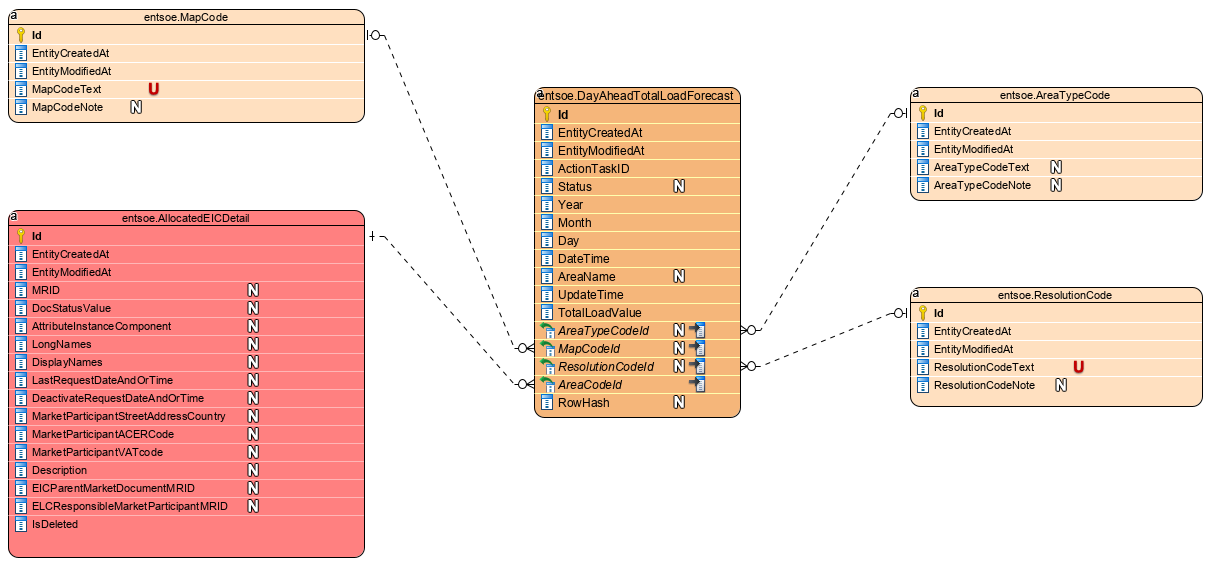 a
entsoe.MapCode
Id
EntityCreatedAt
EntityModifiedAt
MapCodeText U
MapCodeNote N
a
entsoe.AllocatedEICDetail
Id
EntityCreatedAt
EntityModifiedAt
MRID N
DocStatusValue N
AttributeInstanceComponent N
LongNames N
DisplayNames N
LastRequestDateAndOrTime N
DeactivateRequestDateAndOrTime N
MarketParticipantStreetAddressCountry N
MarketParticipantACERCode N
MarketParticipantVATcode N
Description N
EICParentMarketDocumentMRID N
ELCResponsibleMarketParticipantMRID N
IsDeleted
a
entsoe.DayAheadTotalLoadForecast
Id
EntityCreatedAt
EntityModifiedAt
ActionTaskID
Status N
Year
Month
Day
DateTime
AreaName N
UpdateTime
TotalLoadValue
AreaTypeCodeId N
MapCodeId N
ResolutionCodeId N
AreaCodeId
RowHash N
a
entsoe.AreaTypeCode
Id
EntityCreatedAt
EntityModifiedAt
AreaTypeCodeText N
AreaTypeCodeNote N
a
entsoe.ResolutionCode
Id
EntityCreatedAt
EntityModifiedAt
ResolutionCodeText U
ResolutionCodeNote N